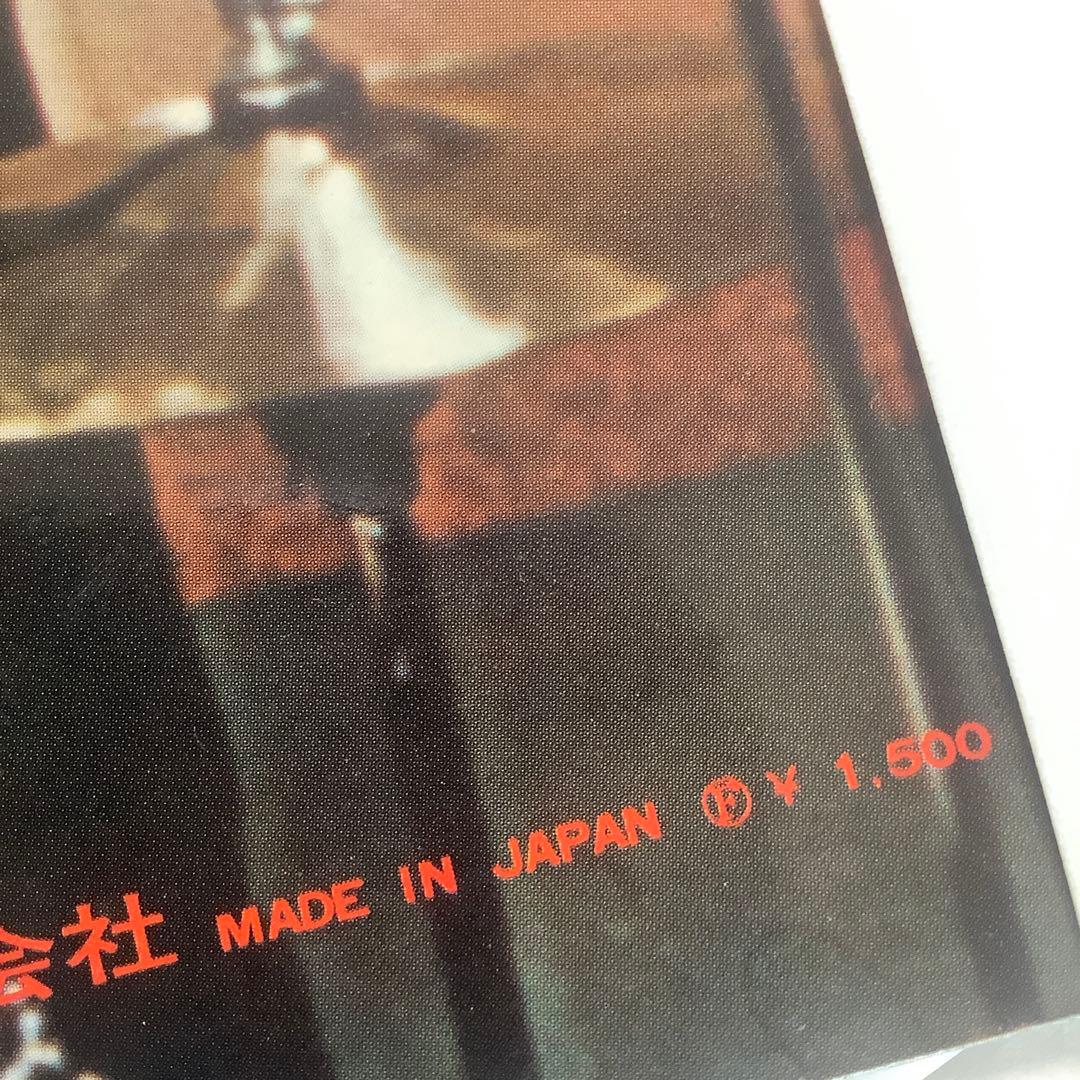 会社 MADE IN JAPAN Ⓕ ¥ 1,500